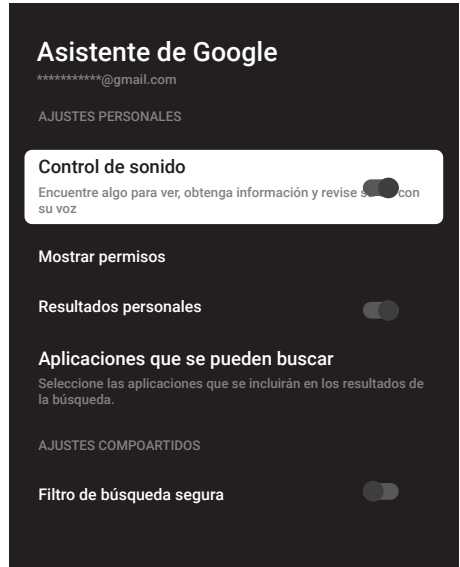 Asistente de Google
***********@gmail.com
AJUSTES PERSONALES
Control de sonido
Encuentre algo para ver, obtenga información y revise con
su voz
Mostrar permisos
Resultados personales
Aplicaciones que se pueden buscar
Seleccione las aplicaciones que se incluirán en los resultados de
la búsqueda.
AJUSTES COMPOARTIDOS
Filtro de búsqueda segura